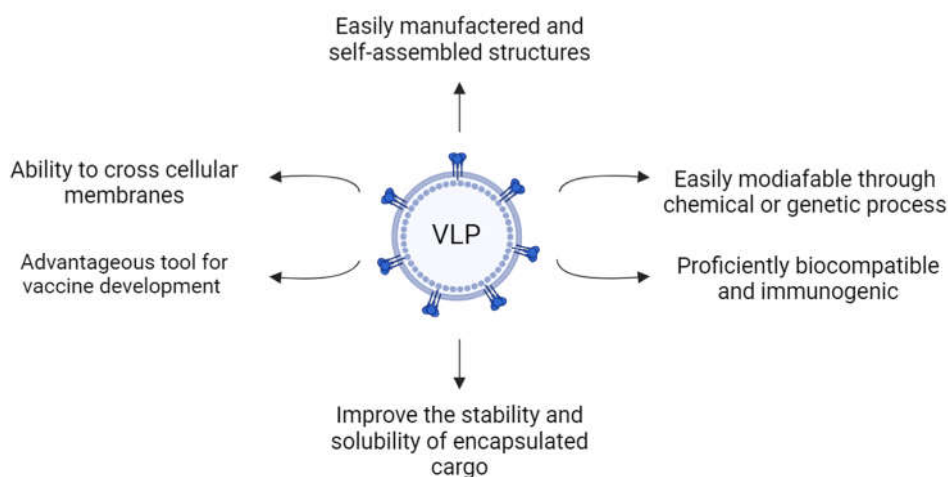 Easily manufactered and
self-assembled structures
Ability to cross cellular
membranes
Easily modiafable through
chemical or genetic process
VLP
Advantageous tool for
vaccine development
Proficiently biocompatible
and immunogenic
Improve the stability and
solubility of encapsulated
cargo